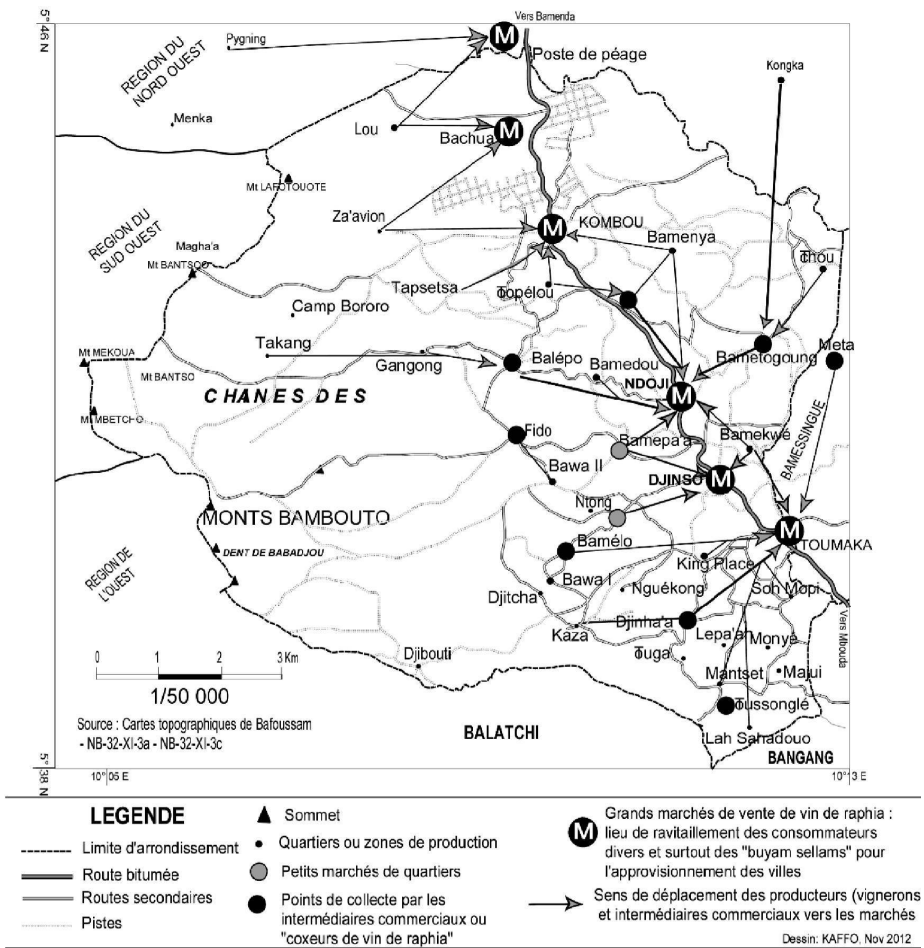 5°46 N
Vers Bamenda
REGION DU
NORD OUEST
Pygning
Poste de péage
Kongka
Menka
Lou
M
Bachua
M
Mt LAFOTOUOTE
REGION DU
SUD OUEST
Za'avion
M
KOMBOU
Bamenya
Magha'a
Mt BANTSOO
Thou
Tapsetsa
Topélou
Camp Bororo
Takang
Gangong
Balépo
Bametogoung
Meta
Mt MEKOUA
Mt BANTSO
Bamedou
NDOJI
M
CHANES DES
Mt MBETCHO
Fido
Bamepa'a
Bamekwé
BAMESSINGUE
Bawa II
DJINSO
M
Ntong
MONTS BAMBOUTO
M
TOUMAKA
DENT DE BABADJOU
Bamélo
King Place
REGION DE
L'OUEST
Bawa I
Nguékong
Soh Mopi
Djitcha
Djinha'a
Kaza
Lepa'a
Monyé
Vers Mbouda
Djibouti
Tuga
Mantset
Majui
0 1 2 3 Km
1/50 000
Toussonglé
Source : Cartes topographiques de Bafoussam
- NB-32-XI-3a - NB-32-XI-3c
BALATCHI
Lah Sahadouo
BANGANG
5°38 N
10°05 E
10°13 E
LEGENDE
Limite d'arrondissement
Route bitumée
Routes secondaires
Pistes
Sommet
Quartiers ou zones de production
Petits marchés de quartiers
Points de collecte par les
intermédiaires commerciaux ou
"coxeurs de vin de raphia"
M
Grands marchés de vente de vin de raphia :
lieu de ravitaillement des consommateurs
divers et surtout des "buyam sellams" pour
l'approvisionnement des villes
Sens de déplacement des producteurs (vignerons
et intermédiaires commerciaux vers les marchés
Dessin: KAFFO, Nov 2012